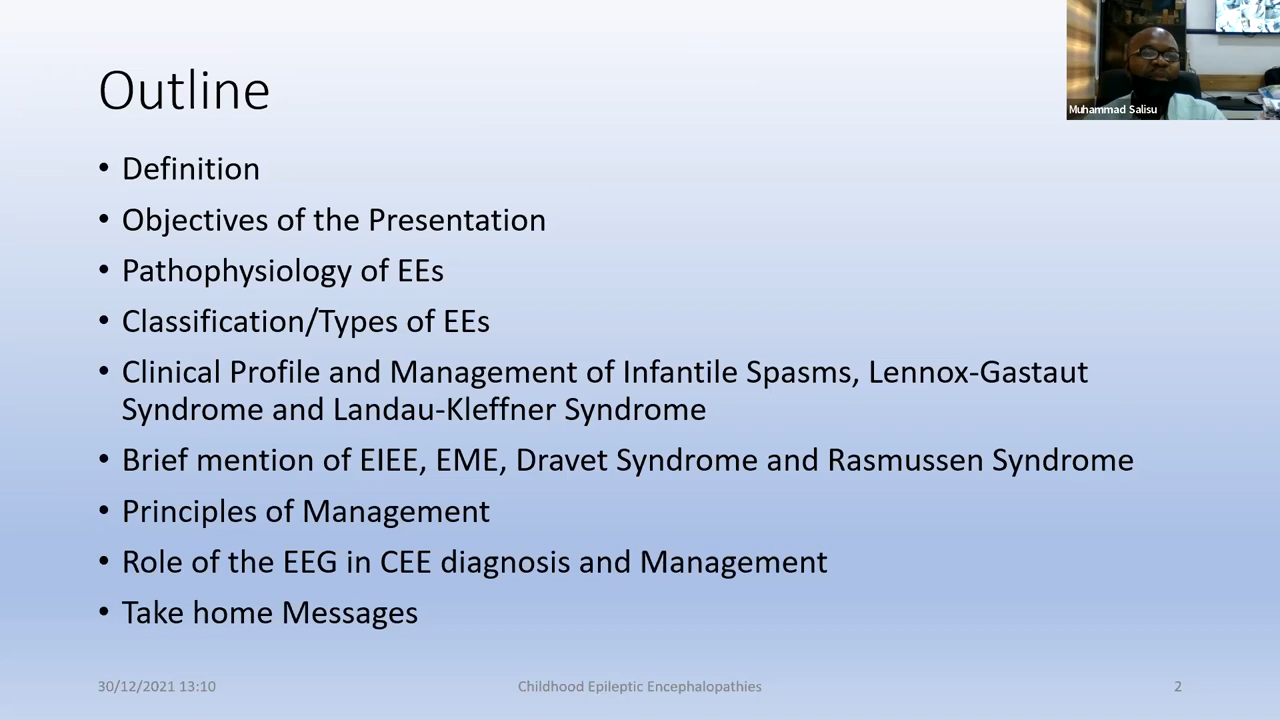 Outline
Muhammad Salisu
• Definition
• Objectives of the Presentation
• Pathophysiology of EEs
• Classification/Types of EEs
• Clinical Profile and Management of Infantile Spasms, Lennox-Gastaut
Syndrome and Landau-Kleffner Syndrome
• Brief mention of EIEE, EME, Dravet Syndrome and Rasmussen Syndrome
• Principles of Management
• Role of the EEG in CEE diagnosis and Management
• Take home Messages
30/12/2021 13:10
Childhood Epileptic Encephalopathies
2